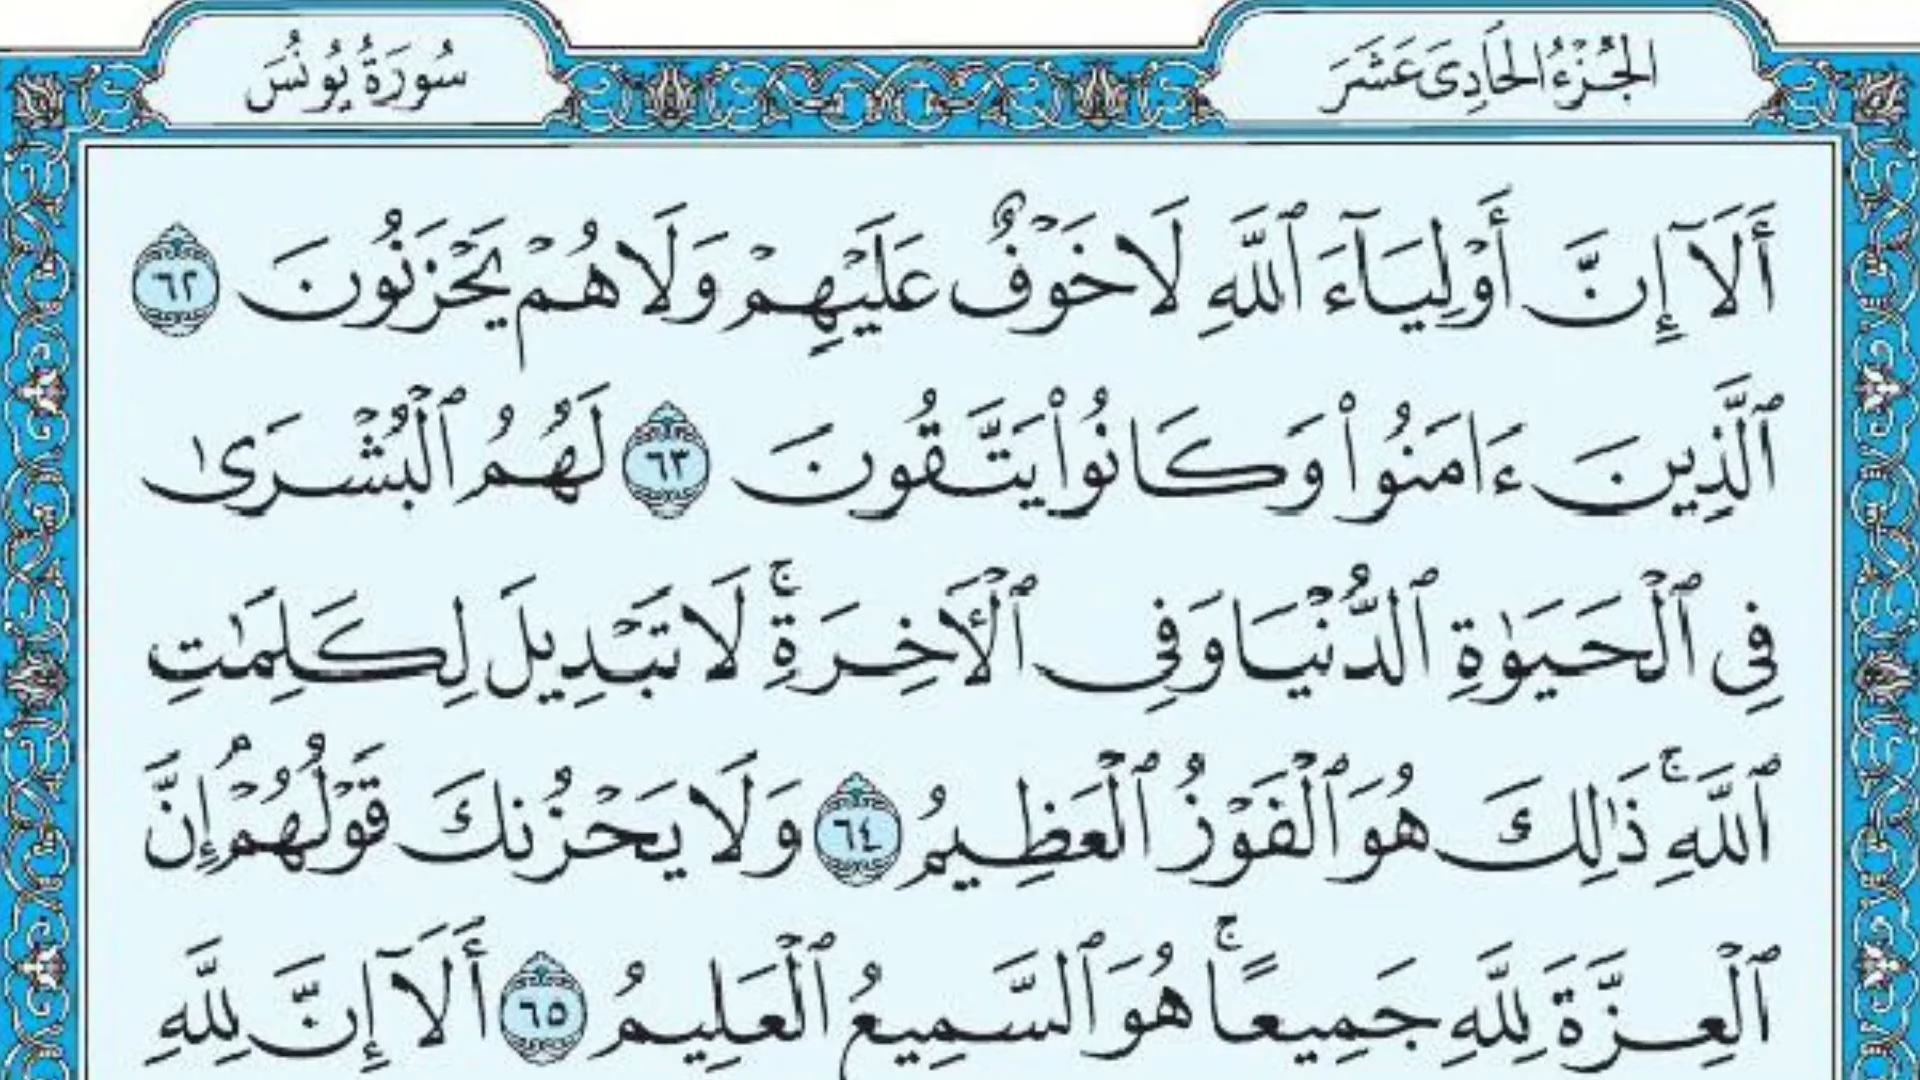 الجُزْءُ الحَادِيَ عَشَرَ
سُورَةُ يُونُسَ
أَلَآ إِنَّ أَوْلِيَآءَ ٱللَّهِ لَا خَوْفٌ عَلَيْهِمْ وَلَا هُمْ يَحْزَنُونَ ٦٢
ٱلَّذِينَ ءَامَنُوا۟ وَكَانُوا۟ يَتَّقُونَ ٦٣ لَهُمُ ٱلْبُشْرَىٰ
فِى ٱلْحَيَوٰةِ ٱلدُّنْيَا وَفِى ٱلْأَخِرَةِۚ لَا تَبْدِيلَ لِكَلِمَٰتِ
ٱللَّهِۚ ذَٰلِكَ هُوَ ٱلْفَوْزُ ٱلْعَظِيمُ ٦٤ وَلَا يَحْزُنكَ قَوْلُهُمْۘ إِنَّ
ٱلْعِزَّةَ لِلَّهِ جَمِيعًاۚ هُوَ ٱلسَّمِيعُ ٱلْعَلِيمُ ٦٥ أَلَآ إِنَّ لِلَّهِ